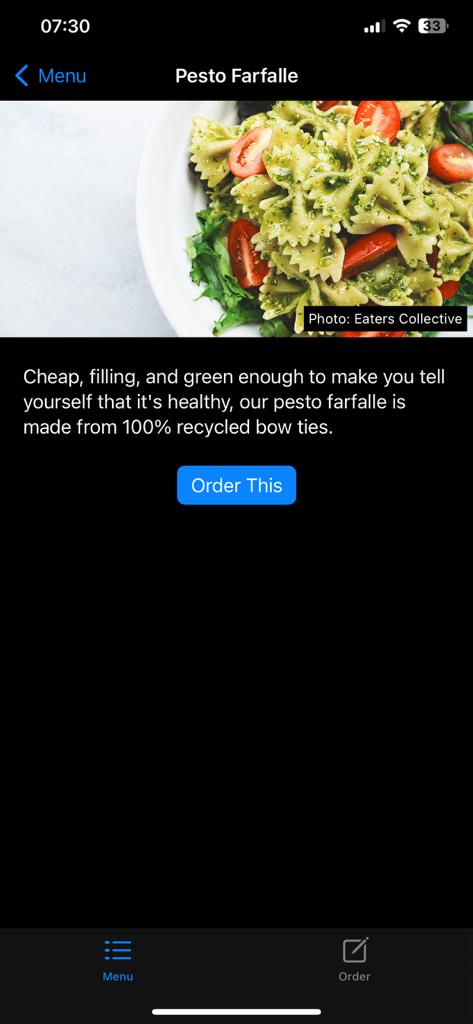 07:30
33
Menu
Pesto Farfalle
Photo: Eaters Collective
Cheap, filling, and green enough to make you tell
yourself that it's healthy, our pesto farfalle is
made from 100% recycled bow ties.
Order This
Menu
Order